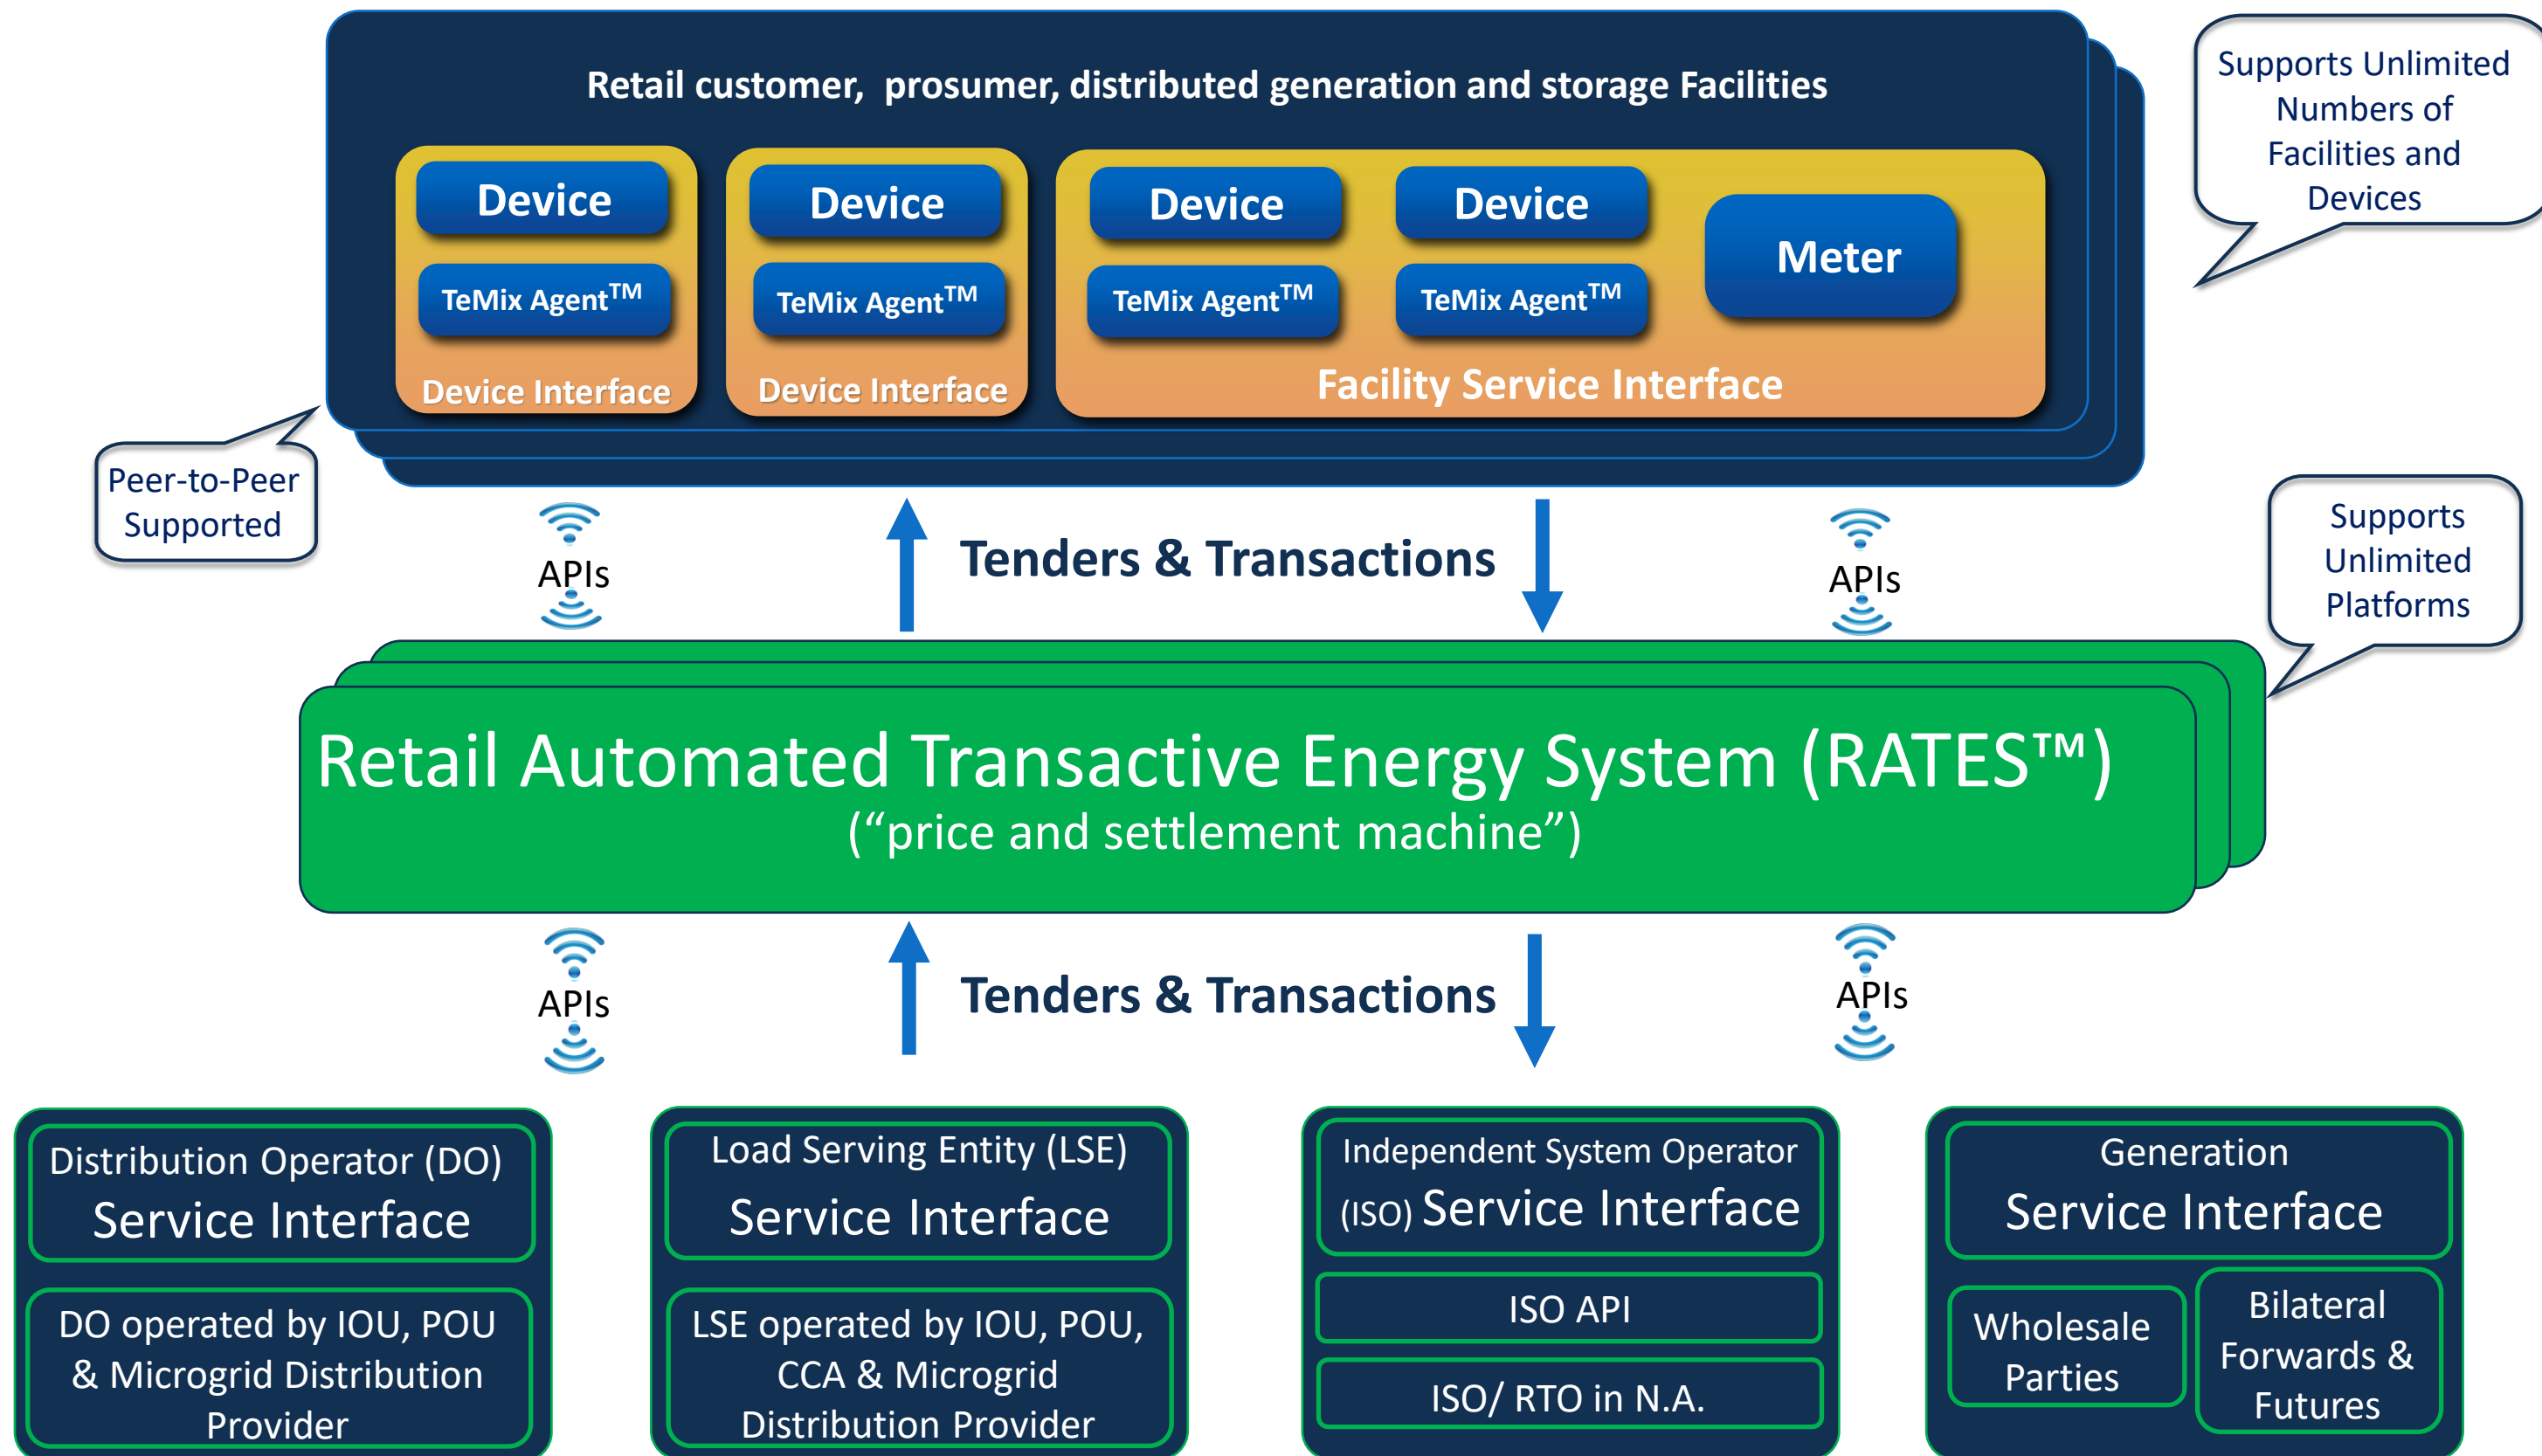 Retail customer, prosumer, distributed generation and storage Facilities
Supports Unlimited
Numbers of
Facilities and
Devices
Device
TeMix Agent™
Device Interface
Device
TeMix Agent™
Device Interface
Device
TeMix Agent™
Device
TeMix Agent™
Meter
Facility Service Interface
Peer-to-Peer
Supported
APIs
Tenders & Transactions
APIs
Supports
Unlimited
Platforms
Retail Automated Transactive Energy System (RATES™)
(“price and settlement machine”)
APIs
Tenders & Transactions
APIs
Distribution Operator (DO)
Service Interface
DO operated by IOU, POU
& Microgrid Distribution
Provider
Load Serving Entity (LSE)
Service Interface
LSE operated by IOU, POU,
CCA & Microgrid
Distribution Provider
Independent System Operator
(ISO) Service Interface
ISO API
ISO/ RTO in N.A.
Generation
Service Interface
Wholesale
Parties
Bilateral
Forwards &
Futures